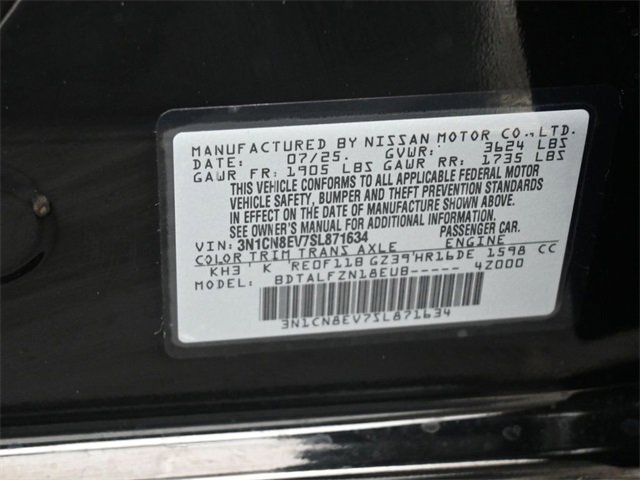 MANUFACTURED BY NISSAN MOTOR CO., LTD.
DATE: 07/25. GVWR: 3624 LBS
GAWR FR: 1905 LBS GAWR RR: 1735 LBS
THIS VEHICLE CONFORMS TO ALL APPLICABLE FEDERAL MOTOR
VEHICLE SAFETY, BUMPER AND THEFT PREVENTION STANDARDS
IN EFFECT ON THE DATE OF MANUFACTURE SHOWN ABOVE.
SEE OWNER'S MANUAL FOR ADDITIONAL INFORMATION.
VIN: 3N1CN8EV7SL871634 PASSENGER CAR.
COLOR TRIM TRANS AXLE ENGINE
KH3 K RE0F11B GZ39 HR16DE 1598 CC
MODEL: BDTALFZN18EUB----- 4Z000
3N1CN8EV7SL871634